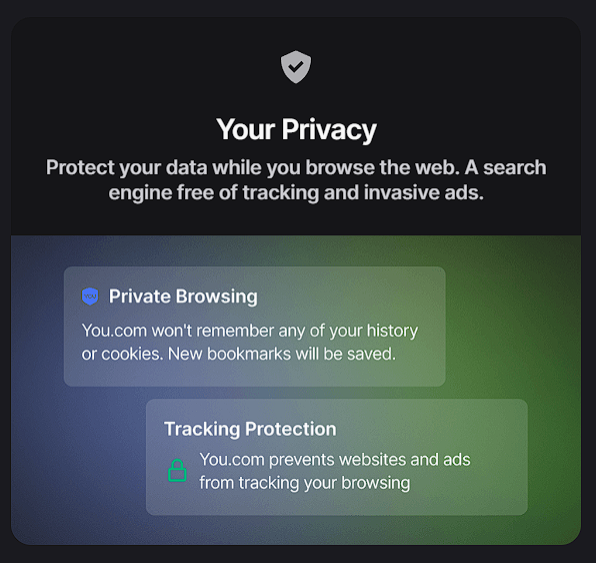 Your Privacy
Protect your data while you browse the web. A search
engine free of tracking and invasive ads.
YOU
Private Browsing
You.com won't remember any of your history
or cookies. New bookmarks will be saved.
Tracking Protection
You.com prevents websites and ads
from tracking your browsing